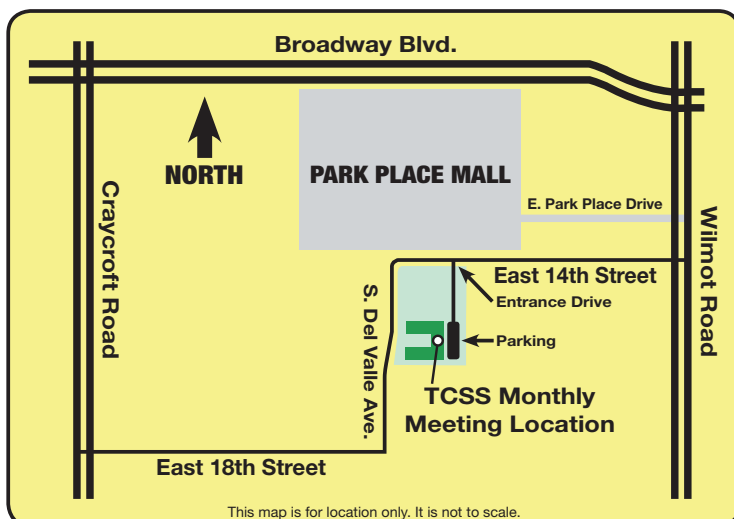 Broadway Blvd.
NORTH
PARK PLACE MALL
E. Park Place Drive
Craycroft Road
Wilmot Road
East 14th Street
Entrance Drive
S. Del Valle Ave.
Parking
TCSS Monthly
Meeting Location
East 18th Street
This map is for location only. It is not to scale.